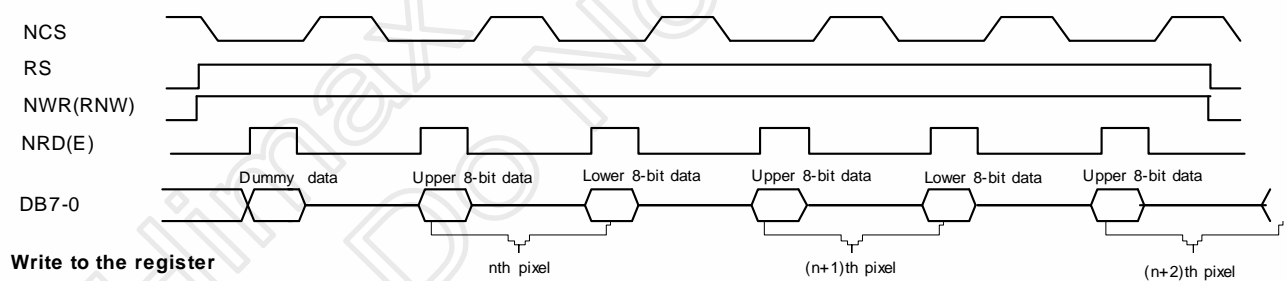 NCS
RS
NWR(RNW)
NRD(E)
Dummy data Upper 8-bit data Lower 8-bit data Upper 8-bit data Lower 8-bit data Upper 8-bit data
DB7-0
Write to the register
nth pixel (n+1)th pixel (n+2)th pixel